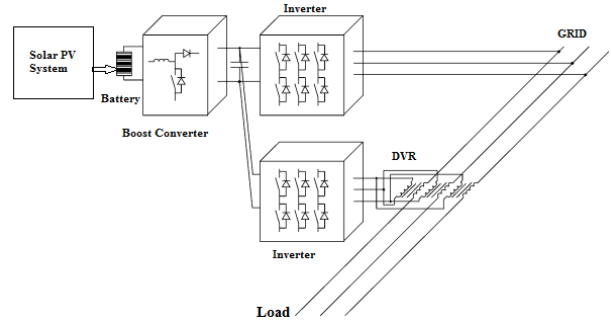 Inverter
GRID
Solar PV
System
Battery
Boost Converter
DVR
Inverter
Load